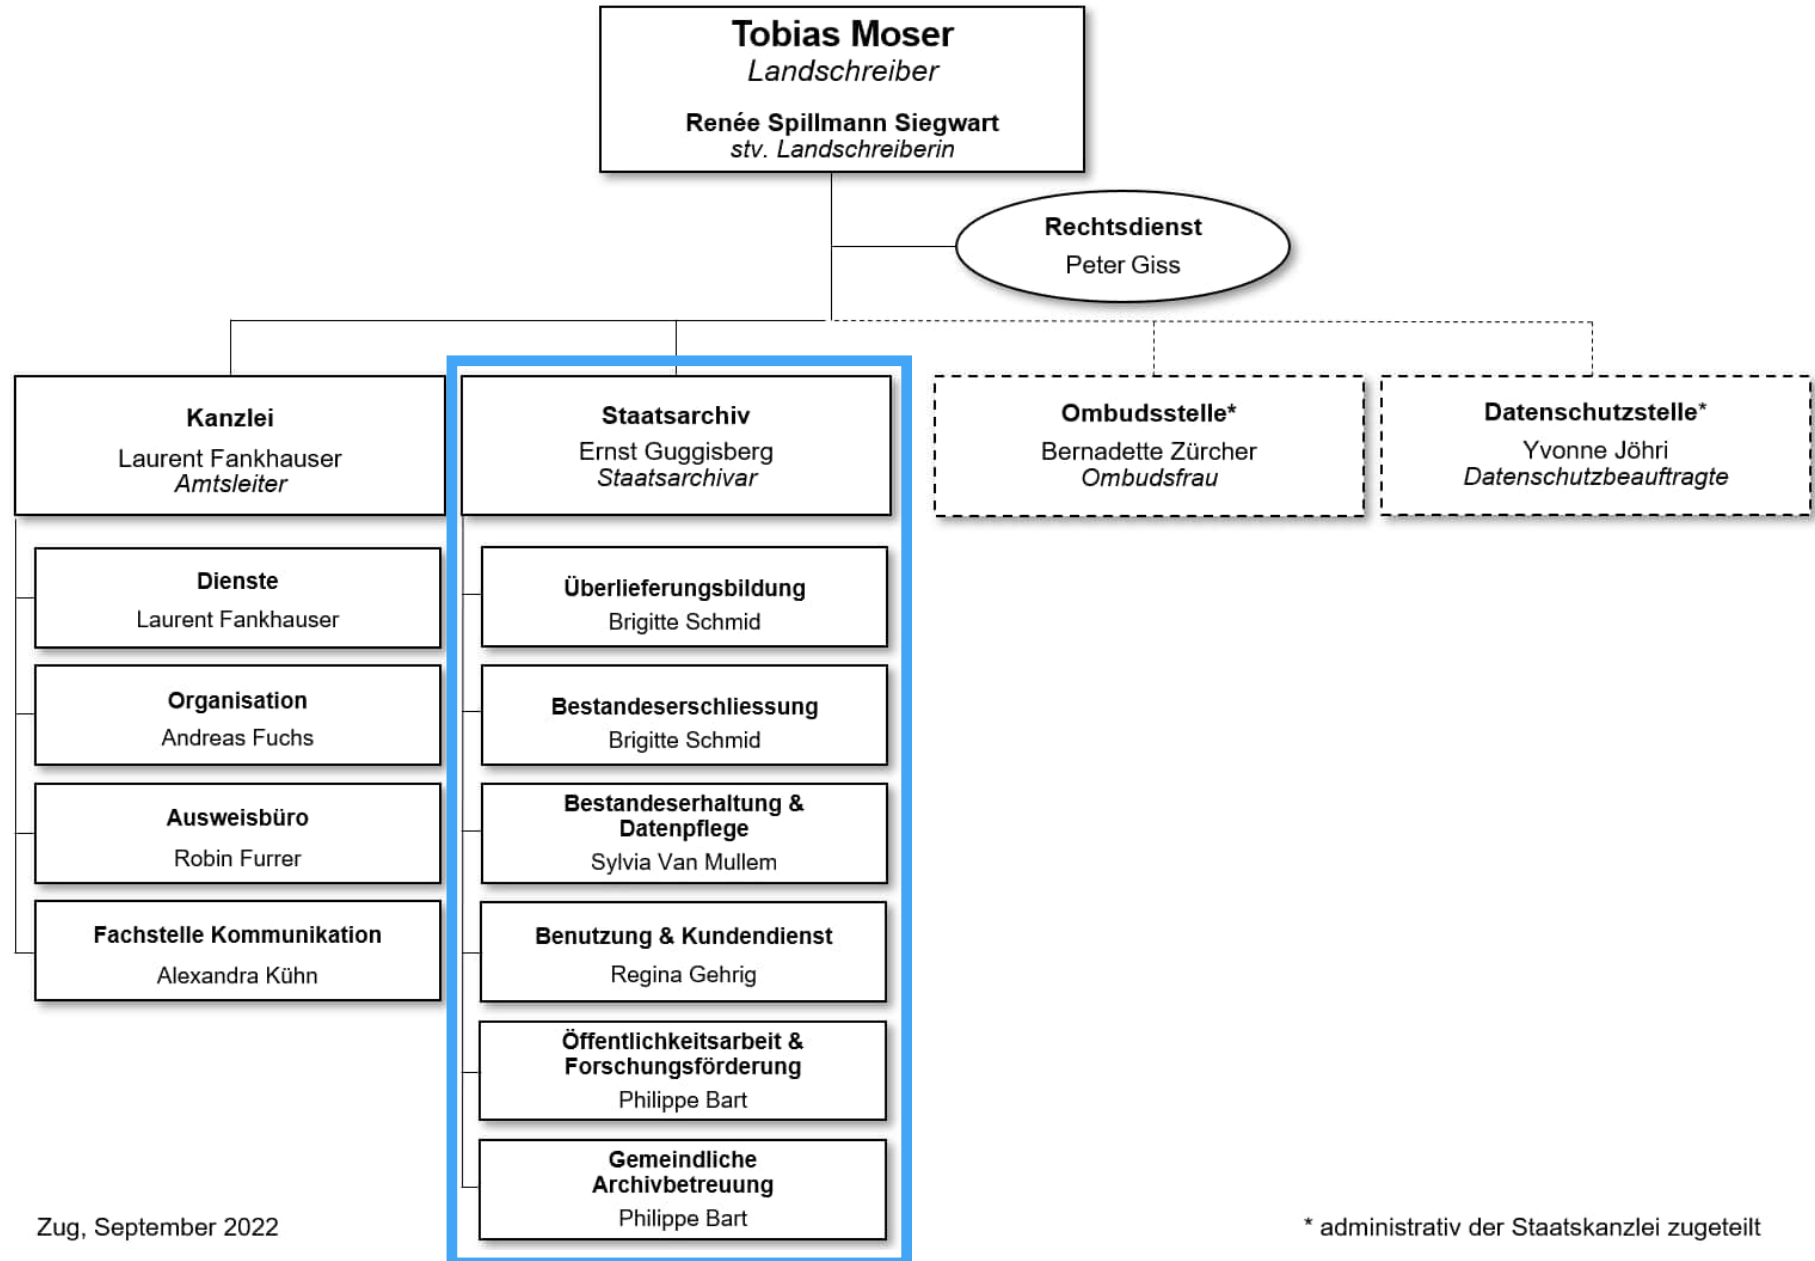 Tobias Moser
Landschreiber
Renée Spillmann Siegwart
stv. Landschreiberin
Rechtsdienst
Peter Giss
Kanzlei
Laurent Fankhauser
Amtsleiter
Dienste
Laurent Fankhauser
Organisation
Andreas Fuchs
Ausweisbüro
Robin Furrer
Fachstelle Kommunikation
Alexandra Kühn
Staatsarchiv
Ernst Guggisberg
Staatsarchivar
Überlieferungsbildung
Brigitte Schmid
Bestandeserschliessung
Brigitte Schmid
Bestandeserhaltung &
Datenpflege
Sylvia Van Mullem
Benutzung & Kundendienst
Regina Gehrig
Öffentlichkeitsarbeit &
Forschungsförderung
Philippe Bart
Gemeindliche
Archivbetreuung
Philippe Bart
Ombudsstelle*
Bernadette Zürcher
Ombudsfrau
Datenschutzstelle*
Yvonne Jöhri
Datenschutzbeauftragte
Zug, September 2022
* administrativ der Staatskanzlei zugeteilt